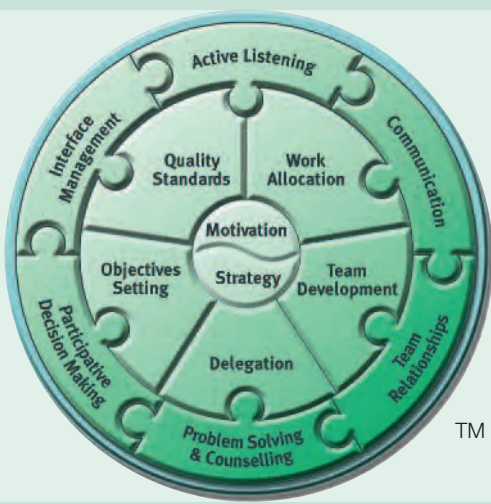 Active Listening
Communication
Interface
Management
Quality
Standards
Work
Allocation
Motivation
Strategy
Objectives
Setting
Team
Development
Delegation
Participative
Decision Making
Team
Relationships
Problem Solving
& Counselling
TM